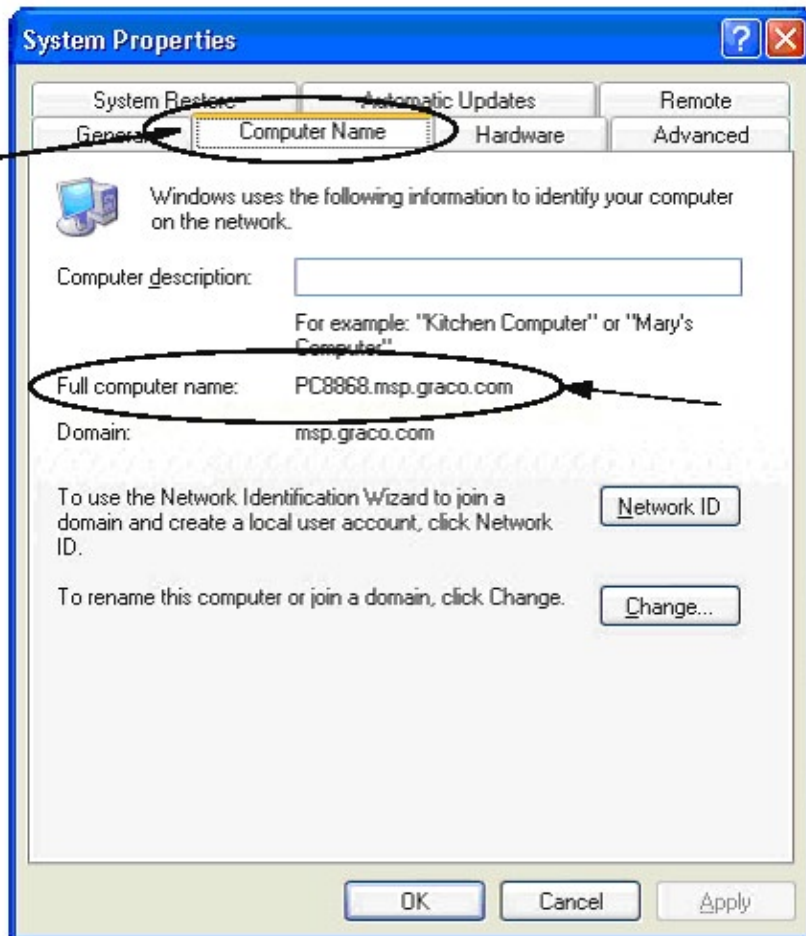 System Properties
System Restore Automatic Updates Remote
General Computer Name Hardware Advanced
Windows uses the following information to identify your computer
on the network.
Computer description:
For example: "Kitchen Computer" or "Mary's
Computer"
Full computer name: PC8868.msp.graco.com
Domain: msp.graco.com
To use the Network Identification Wizard to join a
domain and create a local user account, click Network
ID.
Network ID
To rename this computer or join a domain, click Change.
Change...
OK Cancel Apply